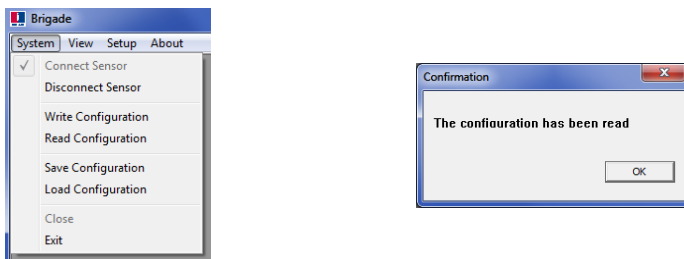 Brigade
System View Setup About
Connect Sensor
Disconnect Sensor
Write Configuration
Read Configuration
Save Configuration
Load Configuration
Close
Exit
Confirmation
The configuration has been read
OK